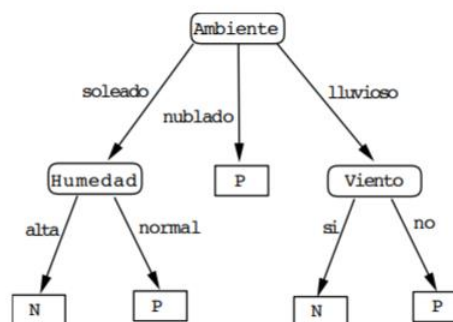 Ambiente
soleado
nublado
lluvioso
Humedad
P
Viento
alta
normal
si
no
N
P
N
P